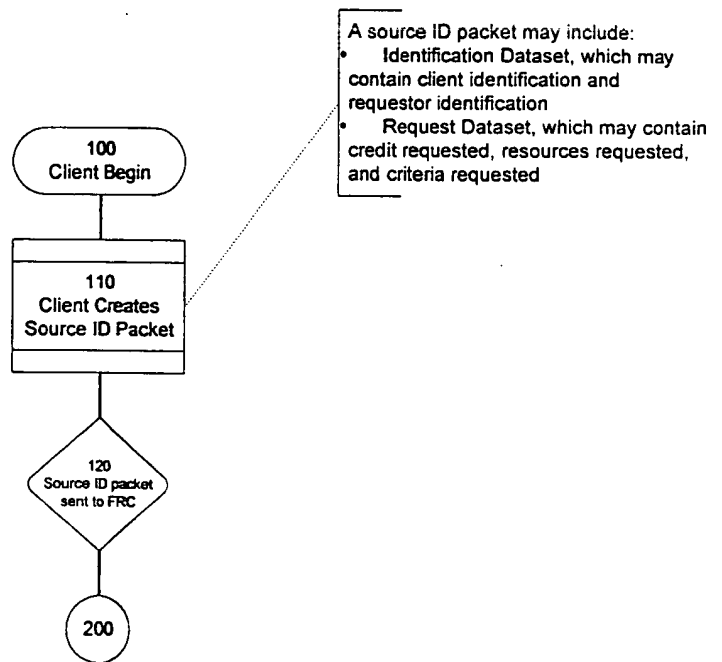 A source ID packet may include:
• Identification Dataset, which may
contain client identification and
requestor identification
• Request Dataset, which may contain
credit requested, resources requested,
and criteria requested
100
Client Begin
110
Client Creates
Source ID Packet
120
Source ID packet
sent to FRC
200